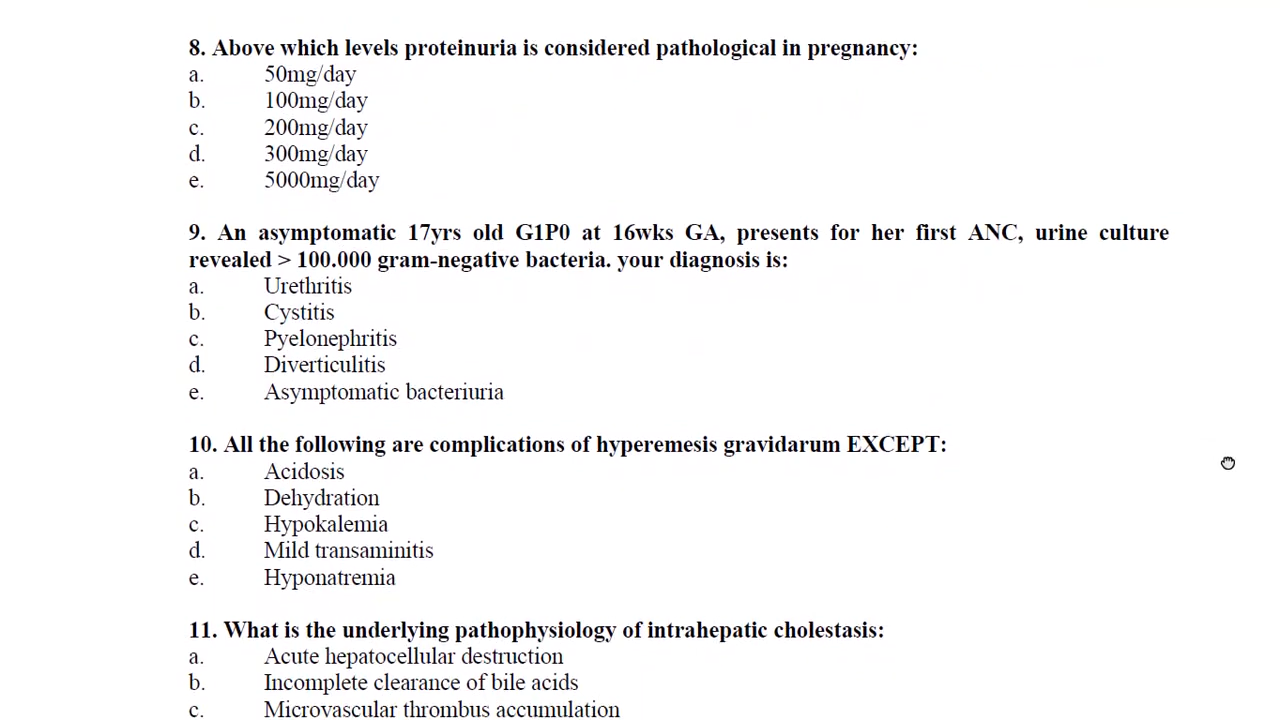 8. Above which levels proteinuria is considered pathological in pregnancy:
a. 50mg/day
b. 100mg/day
c. 200mg/day
d. 300mg/day
e. 5000mg/day
9. An asymptomatic 17yrs old G1P0 at 16wks GA, presents for her first ANC, urine culture
revealed > 100.000 gram-negative bacteria. your diagnosis is:
a. Urethritis
b. Cystitis
c. Pyelonephritis
d. Diverticulitis
e. Asymptomatic bacteriuria
10. All the following are complications of hyperemesis gravidarum EXCEPT:
a. Acidosis
b. Dehydration
c. Hypokalemia
d. Mild transaminitis
e. Hyponatremia
11. What is the underlying pathophysiology of intrahepatic cholestasis:
a. Acute hepatocellular destruction
b. Incomplete clearance of bile acids
c. Microvascular thrombus accumulation